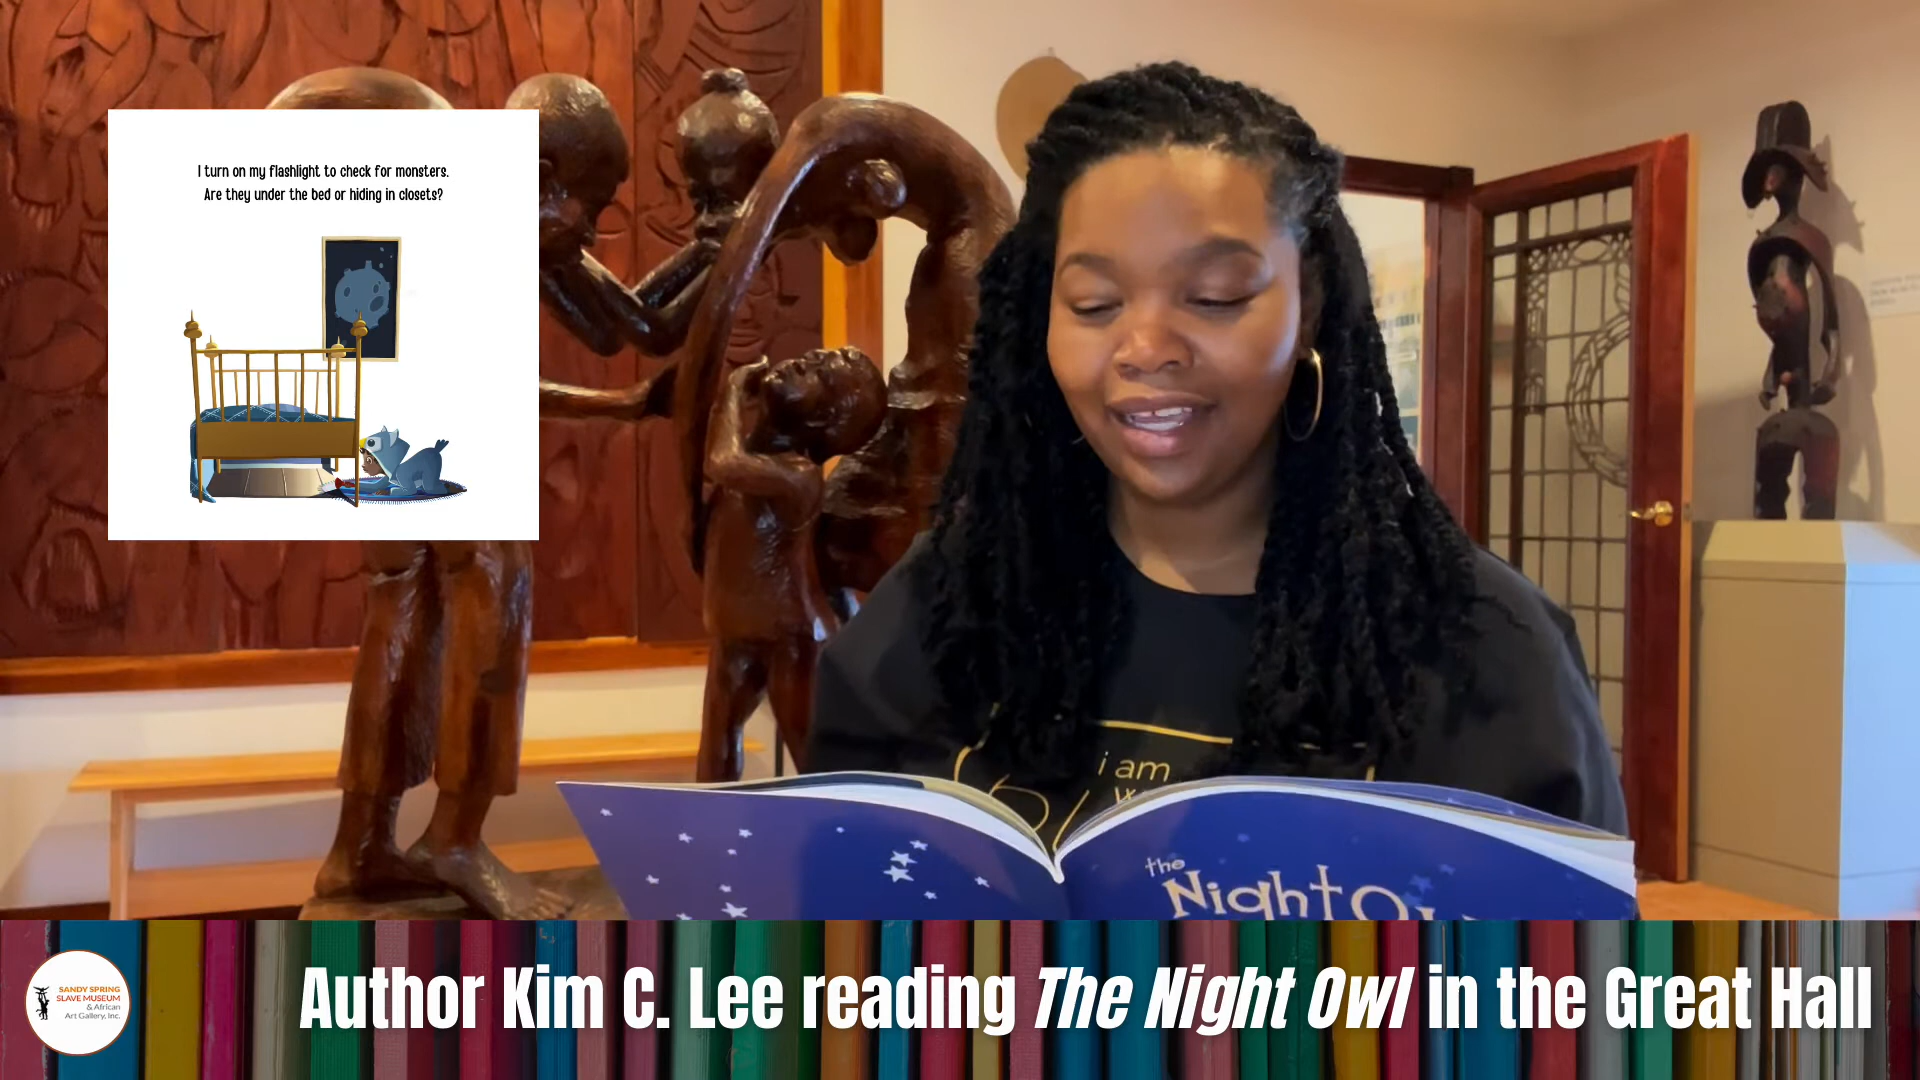 I turn on my flashlight to check for monsters.
Are they under the bed or hiding in closets?
i am
the
Night
SANDY SPRING
SLAVE MUSEUM
& African
Art Gallery, Inc.
Author Kim C. Lee reading The Night Owl in the Great Hall